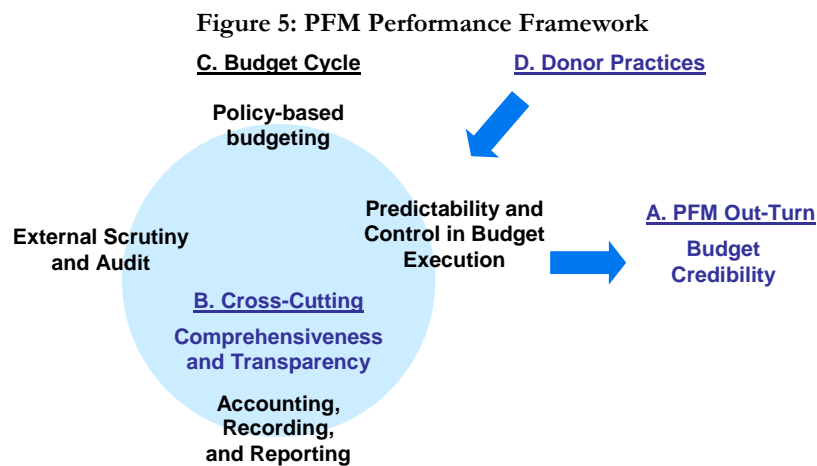 Figure 5: PFM Performance Framework
C. Budget Cycle
D. Donor Practices
Policy-based
budgeting
Predictability and
Control in Budget
Execution
A. PFM Out-Turn
Budget
Credibility
External Scrutiny
and Audit
B. Cross-Cutting
Comprehensiveness
and Transparency
Accounting,
Recording,
and Reporting